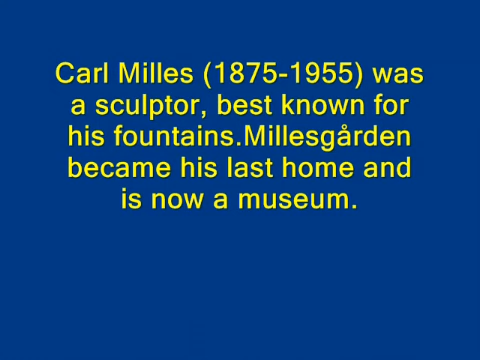 Carl Milles (1875-1955) was
a sculptor, best known for
his fountains.Millesgården
became his last home and
is now a museum.